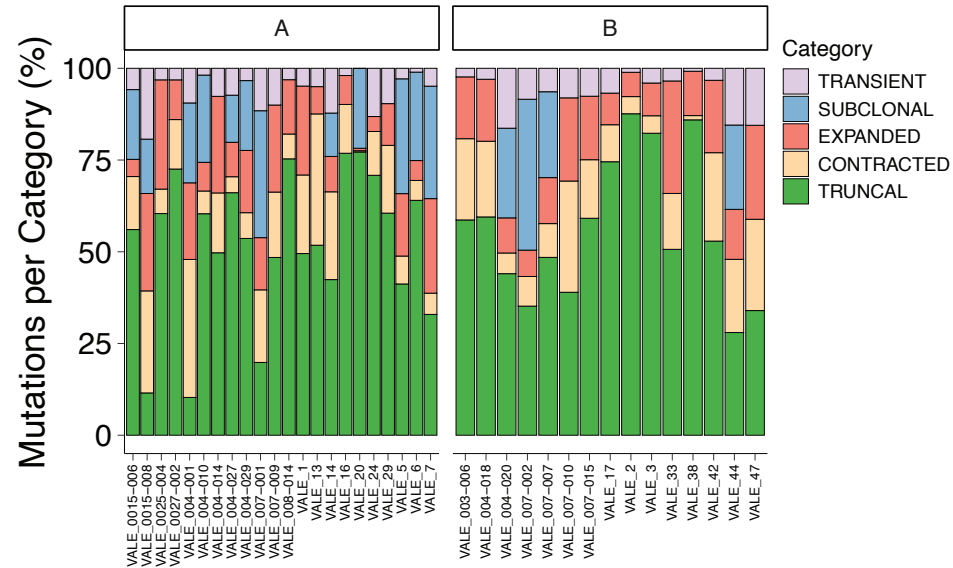 A B
Mutations per Category (%)
100
75
50
25
0
Category
TRANSIENT
SUBCLONAL
EXPANDED
CONTRACTED
TRUNCAL
VALE_0015−006
VALE_0015−008
VALE_0025−004
VALE_0027−002
VALE_004−001
VALE_004−010
VALE_004−014
VALE_004−027
VALE_004−029
VALE_007−001
VALE_007−009
VALE_008−014
VALE_1
VALE_13
VALE_14
VALE_16
VALE_20
VALE_24
VALE_29
VALE_5
VALE_6
VALE_7
VALE_003−006
VALE_004−018
VALE_004−020
VALE_007−002
VALE_007−007
VALE_007−010
VALE_007−015
VALE_17
VALE_2
VALE_3
VALE_33
VALE_38
VALE_42
VALE_44
VALE_47